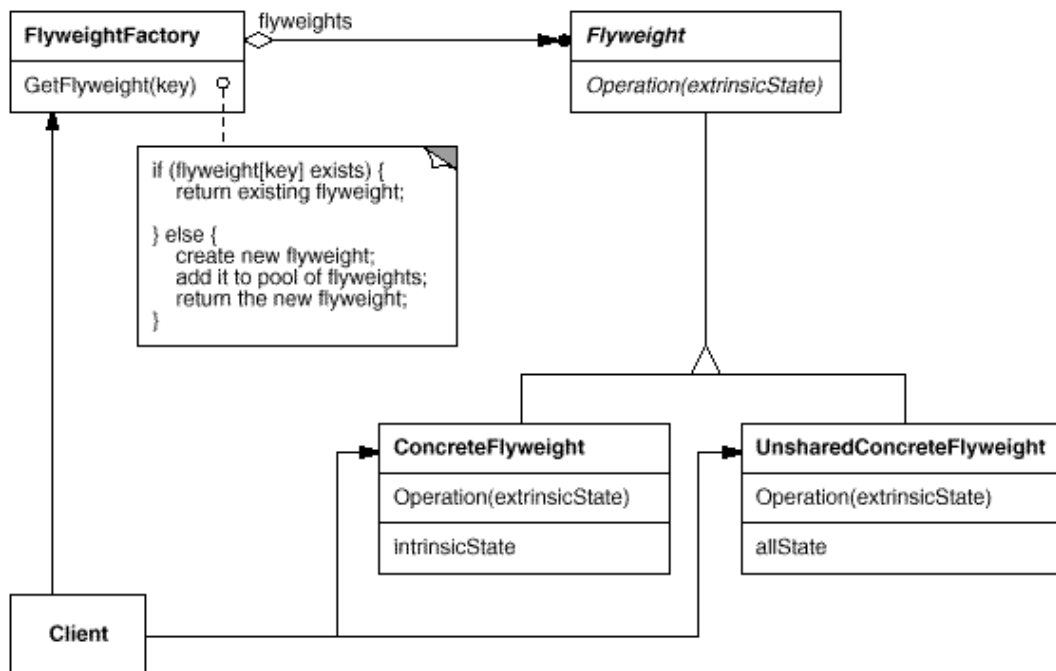 flyweights
FlyweightFactory
GetFlyweight(key)
Flyweight
Operation(extrinsicState)
if (flyweight[key] exists) {
return existing flyweight;
} else {
create new flyweight;
add it to pool of flyweights;
return the new flyweight;
}
ConcreteFlyweight
Operation(extrinsicState)
intrinsicState
UnsharedConcreteFlyweight
Operation(extrinsicState)
allState
Client